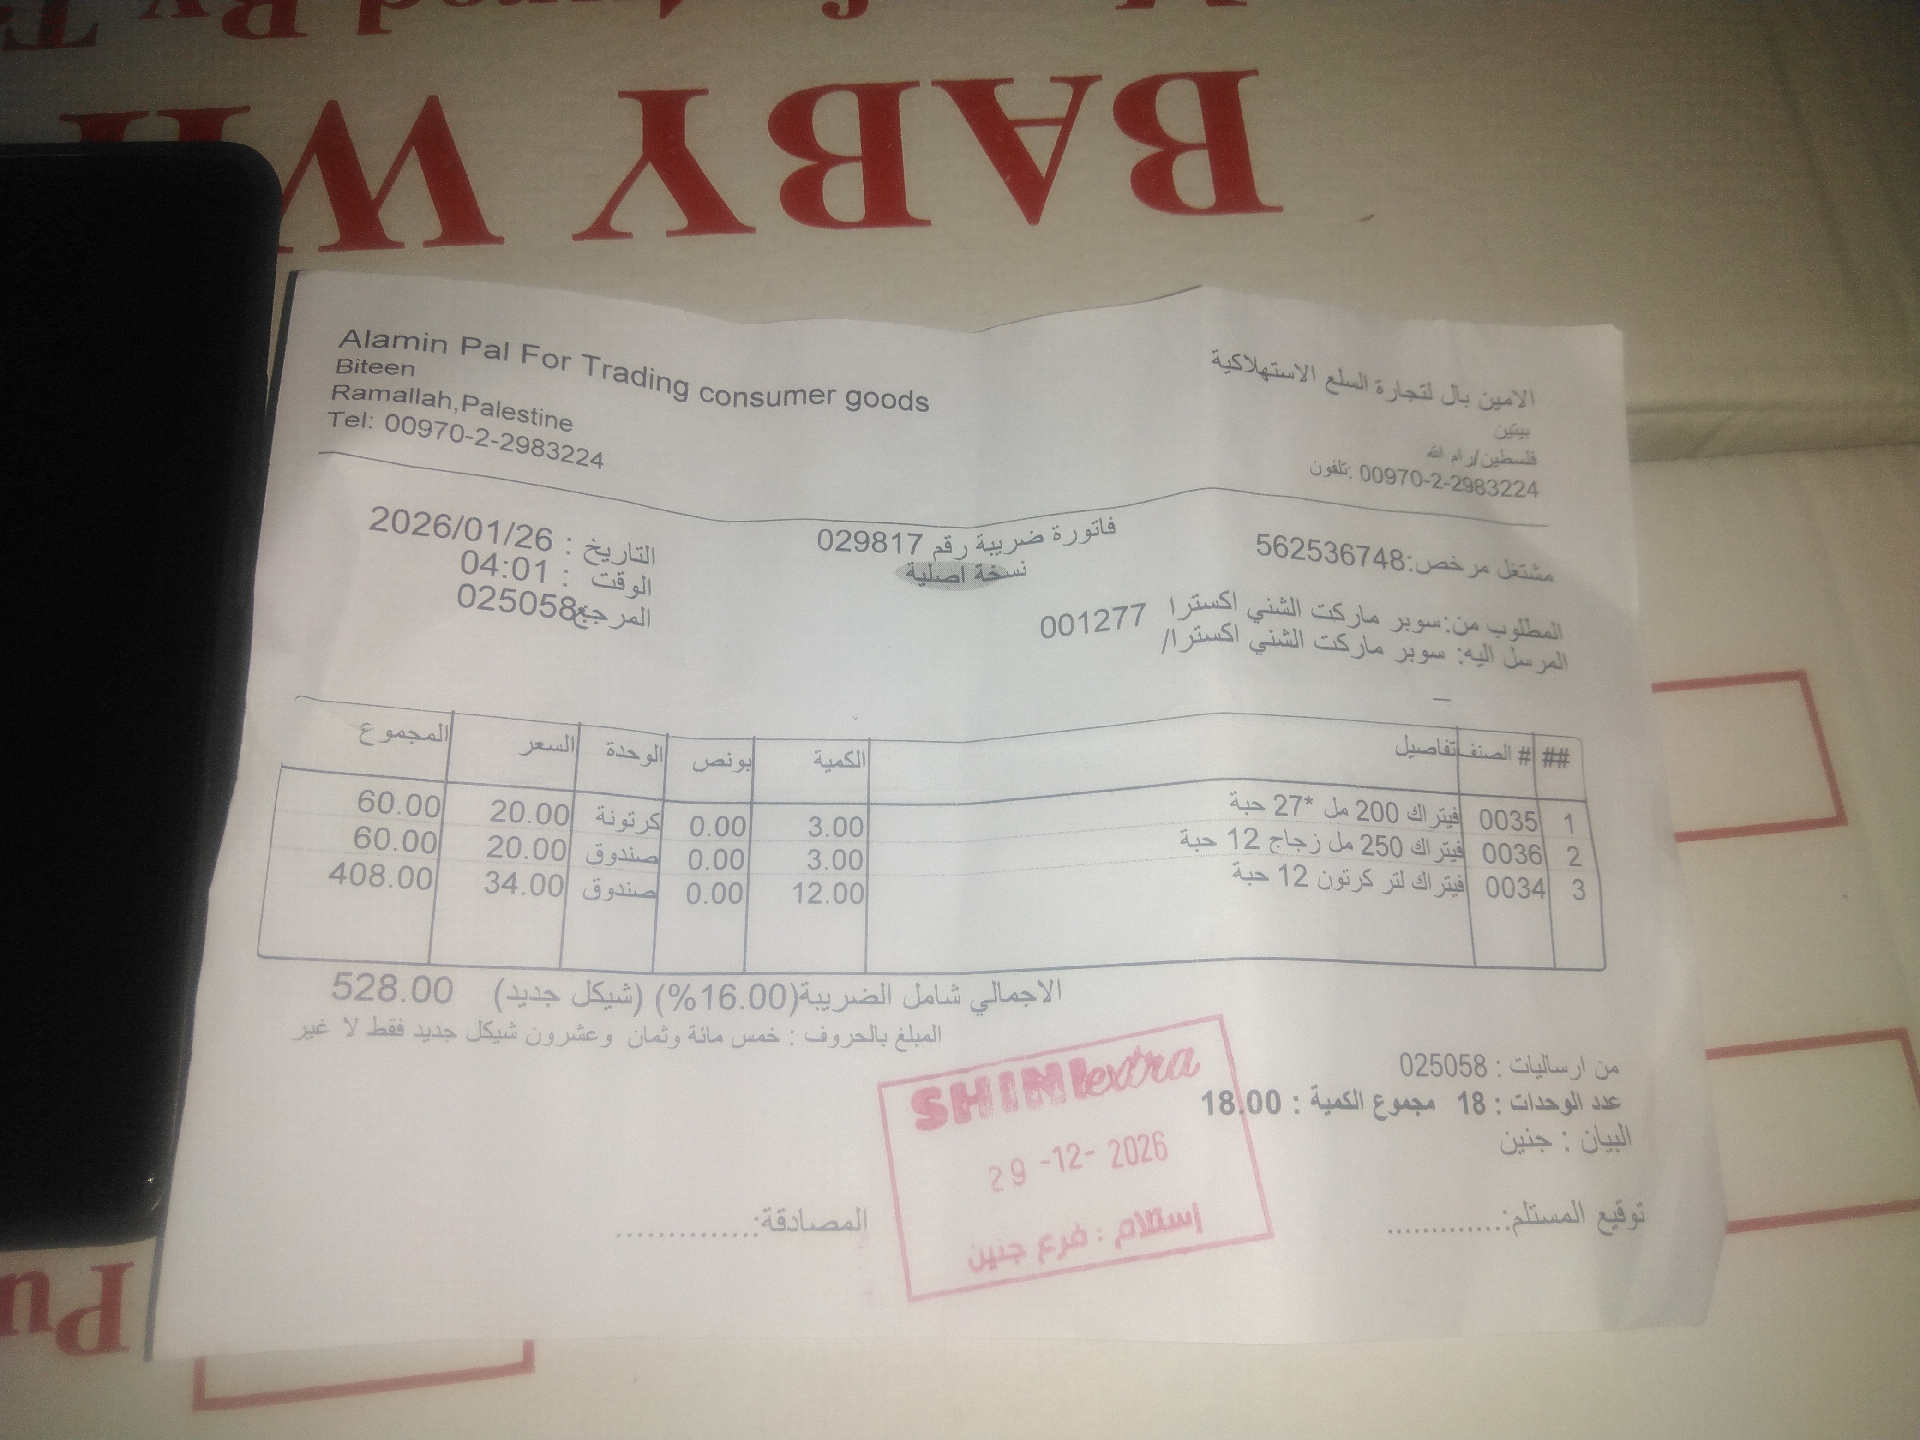 BABY WH
Alamin Pal For Trading consumer goods
Biteen
Ramallah,Palestine
Tel: 00970-2-2983224
الامين بال لتجارة السلع الاستهلاكية
بيتين
فلسطين/رام الله
00970-2-2983224 :تلفون
مشتغل مرخص:562536748
فاتورة ضريبة رقم 029817
نسخة اصلية
التاريخ : 2026/01/26
الوقت : 04:01
المرجع: 025058
المطلوب من:سوبر ماركت الشني اكسترا 001277
المرسل اليه: سوبر ماركت الشني اكسترا/
_
## # الصنف تفاصيل الكمية بونص الوحدة السعر المجموع
1 0035 فيتراك 200 مل *27 حبة 3.00 0.00 كرتونة 20.00 60.00
2 0036 فيتراك 250 مل زجاج 12 حبة 3.00 0.00 صندوق 20.00 60.00
3 0034 فيتراك لتر كرتون 12 حبة 12.00 0.00 صندوق 34.00 408.00
الاجمالي شامل الضريبة(16.00%) (شيكل جديد) 528.00
المبلغ بالحروف : خمس مائة وثمان وعشرون شيكل جديد فقط لا غير
من ارساليات : 025058
عدد الوحدات : 18 مجموع الكمية : 18.00
البيان : جنين
SHINI extra
29 -12- 2026
إستلام : فرع جنين
توقيع المستلم:..............
المصادقة:..............
Pu